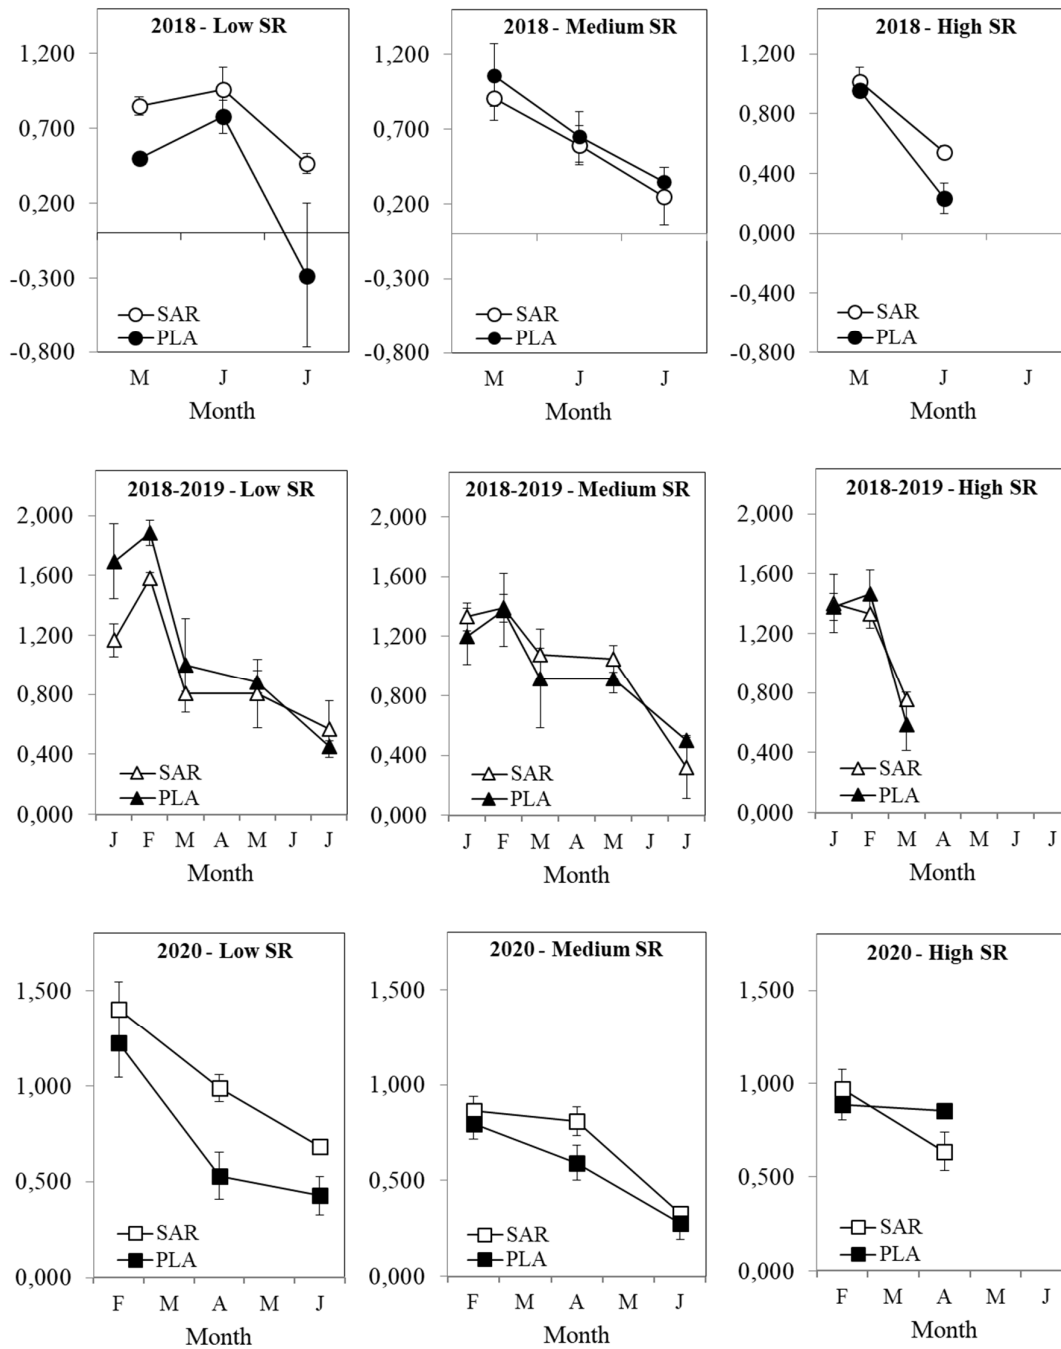 2018 - Low SR
1,200
0,700
0,200
-0,300
-0,800
SAR
PLA
M J J
Month
2018 - Medium SR
1,200
0,700
0,200
-0,300
-0,800
SAR
PLA
M J J
Month
2018 - High SR
1,200
0,800
0,400
0,000
-0,400
-0,800
SAR
PLA
M J J
Month
2018-2019 - Low SR
2,000
1,600
1,200
0,800
0,400
0,000
SAR
PLA
J F M A M J J
Month
2018-2019 - Medium SR
2,000
1,600
1,200
0,800
0,400
0,000
SAR
PLA
J F M A M J J
Month
2018-2019 - High SR
2,000
1,600
1,200
0,800
0,400
0,000
SAR
PLA
J F M A M J J
Month
2020 - Low SR
1,500
1,000
0,500
0,000
SAR
PLA
F M A M J
Month
2020 - Medium SR
1,500
1,000
0,500
0,000
SAR
PLA
F M A M J
Month
2020 - High SR
1,500
1,000
0,500
0,000
SAR
PLA
F M A M J
Month